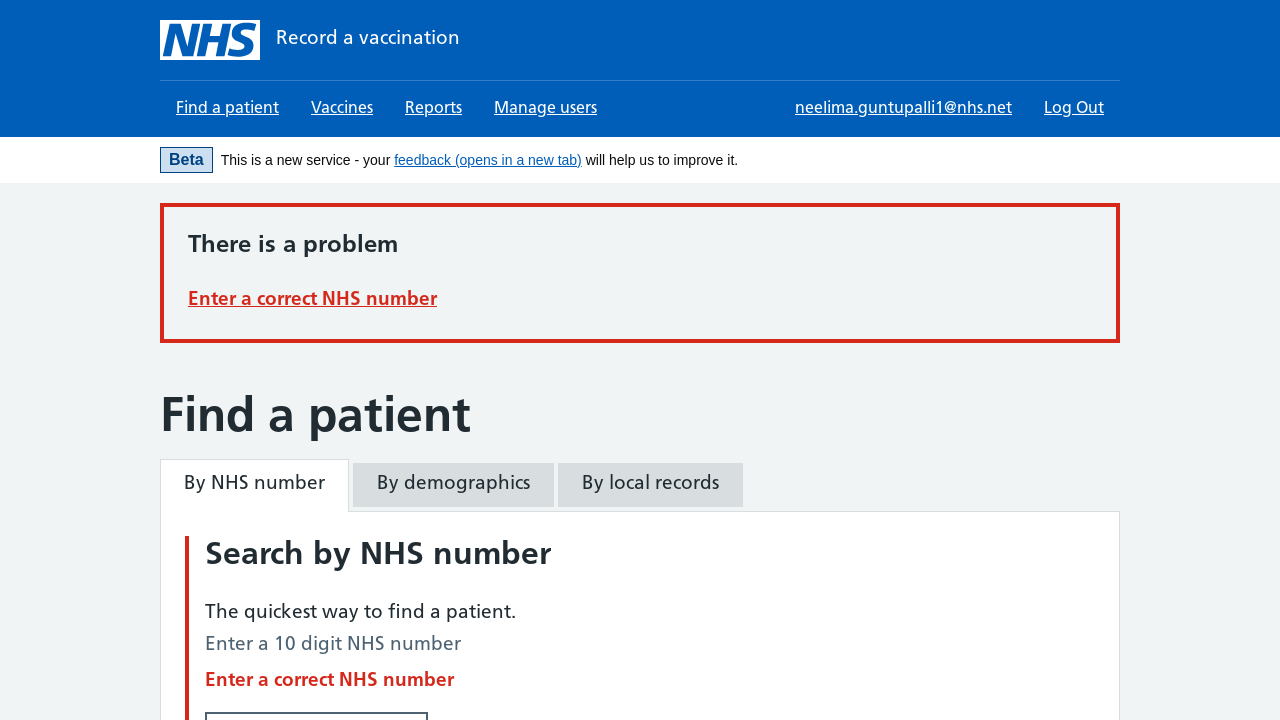 NHS Record a vaccination
Find a patient Vaccines Reports Manage users neelima.guntupalli1@nhs.net Log Out
Beta This is a new service - your feedback (opens in a new tab) will help us to improve it.
There is a problem
Enter a correct NHS number
Find a patient
By NHS number By demographics By local records
Search by NHS number
The quickest way to find a patient.
Enter a 10 digit NHS number
Enter a correct NHS number